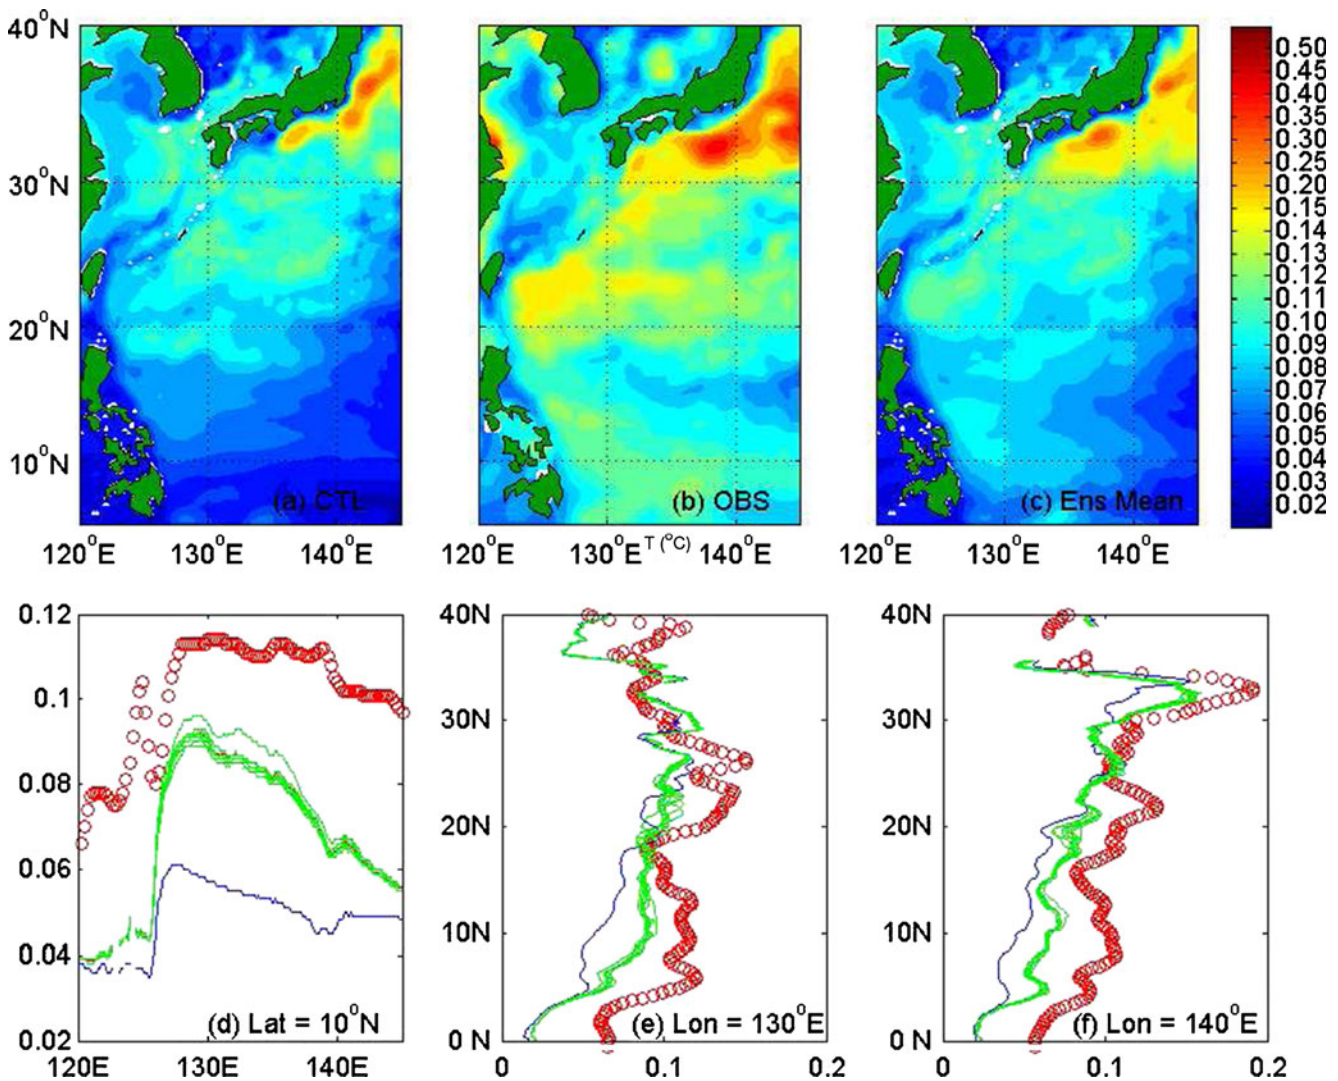 40°N
30°N
20°N
10°N
(a) CTL
(b) OBS
(c) Ens Mean
120°E 130°E 140°E
120°E 130°E 140°E
120°E 130°E 140°E
T (°C)
0.50
0.45
0.40
0.35
0.30
0.25
0.20
0.15
0.14
0.13
0.12
0.11
0.10
0.09
0.08
0.07
0.06
0.05
0.04
0.03
0.02
0.12
0.1
0.08
0.06
0.04
0.02
(d) Lat = 10°N
120E 130E 140E
40N
30N
20N
10N
0 N
(e) Lon = 130°E
0 0.1 0.2
40N
30N
20N
10N
0 N
(f) Lon = 140°E
0 0.1 0.2